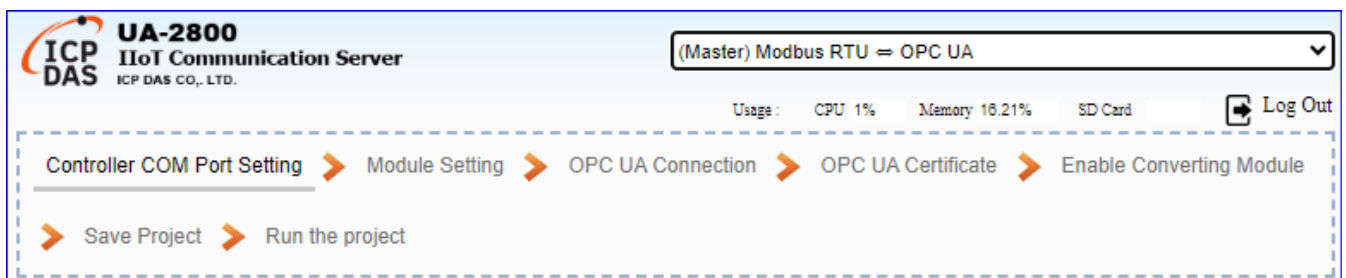 ICP
DAS
UA-2800
IIoT Communication Server
ICP DAS CO,. LTD.
(Master) Modbus RTU ⇔ OPC UA
Usage : CPU 1% Memory 16.21% SD Card
Log Out
Controller COM Port Setting Module Setting OPC UA Connection OPC UA Certificate Enable Converting Module
Save Project Run the project